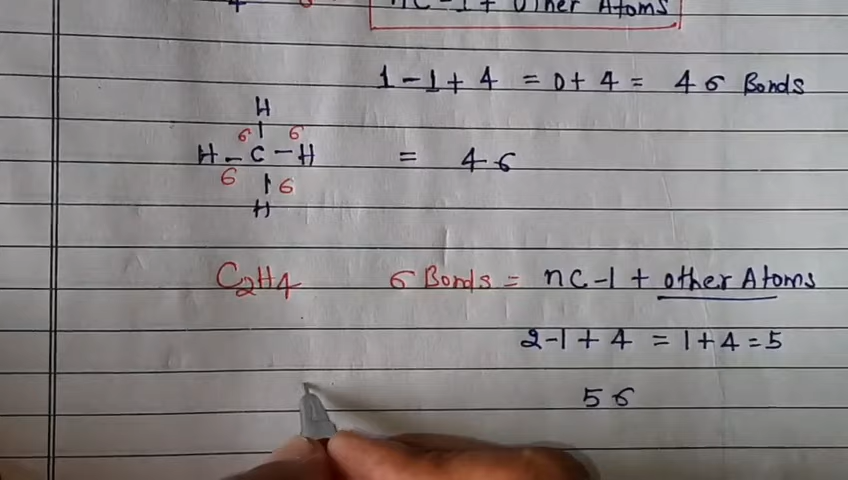 nc-1 + Other Atoms
1-1+4 = 0+4 = 4 б Bonds
H
б б
H-C-H = 4 б
б б
H
C2H4 б Bonds = nc-1 + other Atoms
2-1+4 = 1+4=5
5 б